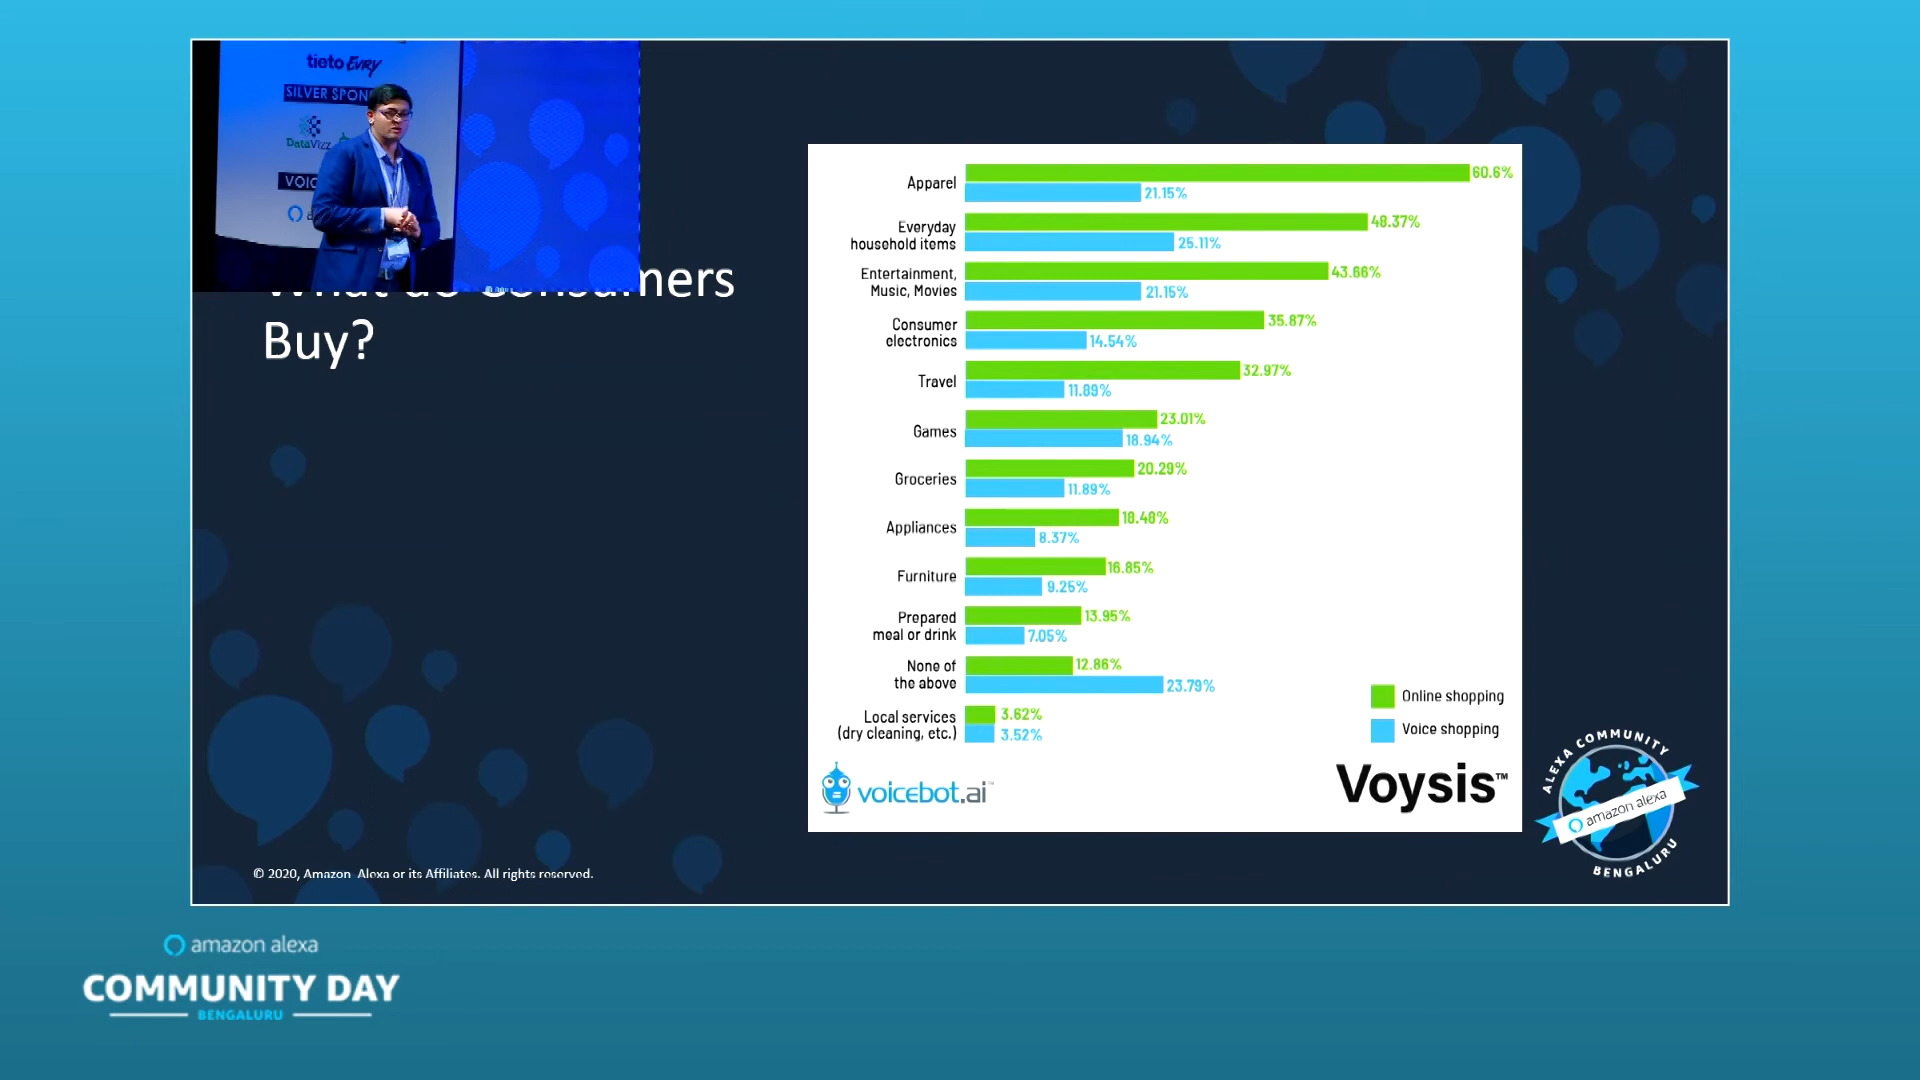 tieto Evry
SILVER SPON
DataVizz
VOIC
What do Consumers
Buy?
Apparel
60.6%
21.15%
Everyday
household items
48.37%
25.11%
Entertainment,
Music, Movies
43.66%
21.15%
Consumer
electronics
35.87%
14.54%
Travel
32.97%
11.89%
Games
23.01%
18.94%
Groceries
20.29%
11.89%
Appliances
18.48%
8.37%
Furniture
16.85%
9.25%
Prepared
meal or drink
13.95%
7.05%
None of
the above
12.86%
23.79%
Local services
(dry cleaning, etc.)
3.62%
3.52%
Online shopping
Voice shopping
voicebot.ai™
Voysis™
ALEXA COMMUNITY
amazon alexa
BENGALURU
© 2020, Amazon Alexa or its Affiliates. All rights reserved.
amazon alexa
COMMUNITY DAY
BENGALURU